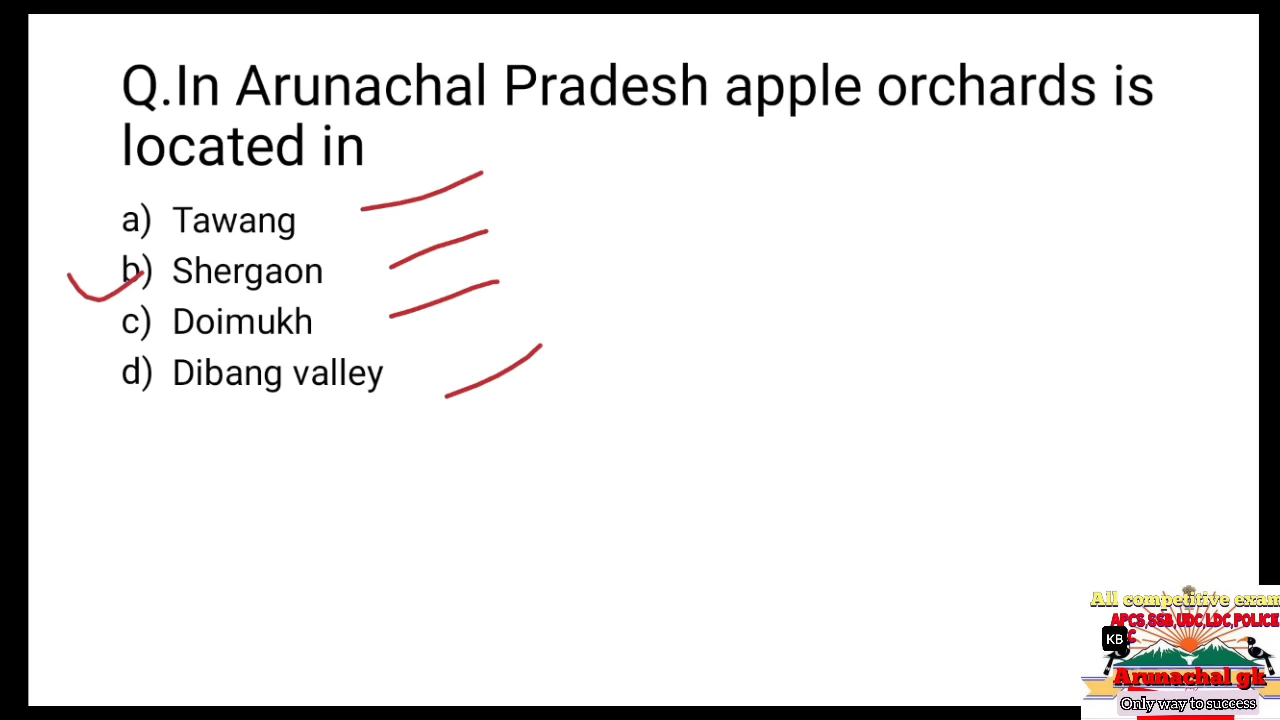 Q.In Arunachal Pradesh apple orchards is
located in
a) Tawang
b) Shergaon
c) Doimukh
d) Dibang valley
All competitive exam
APCS,SSB,UDC,LDC,POLICE
KB
Arunachal gk
Only way to success